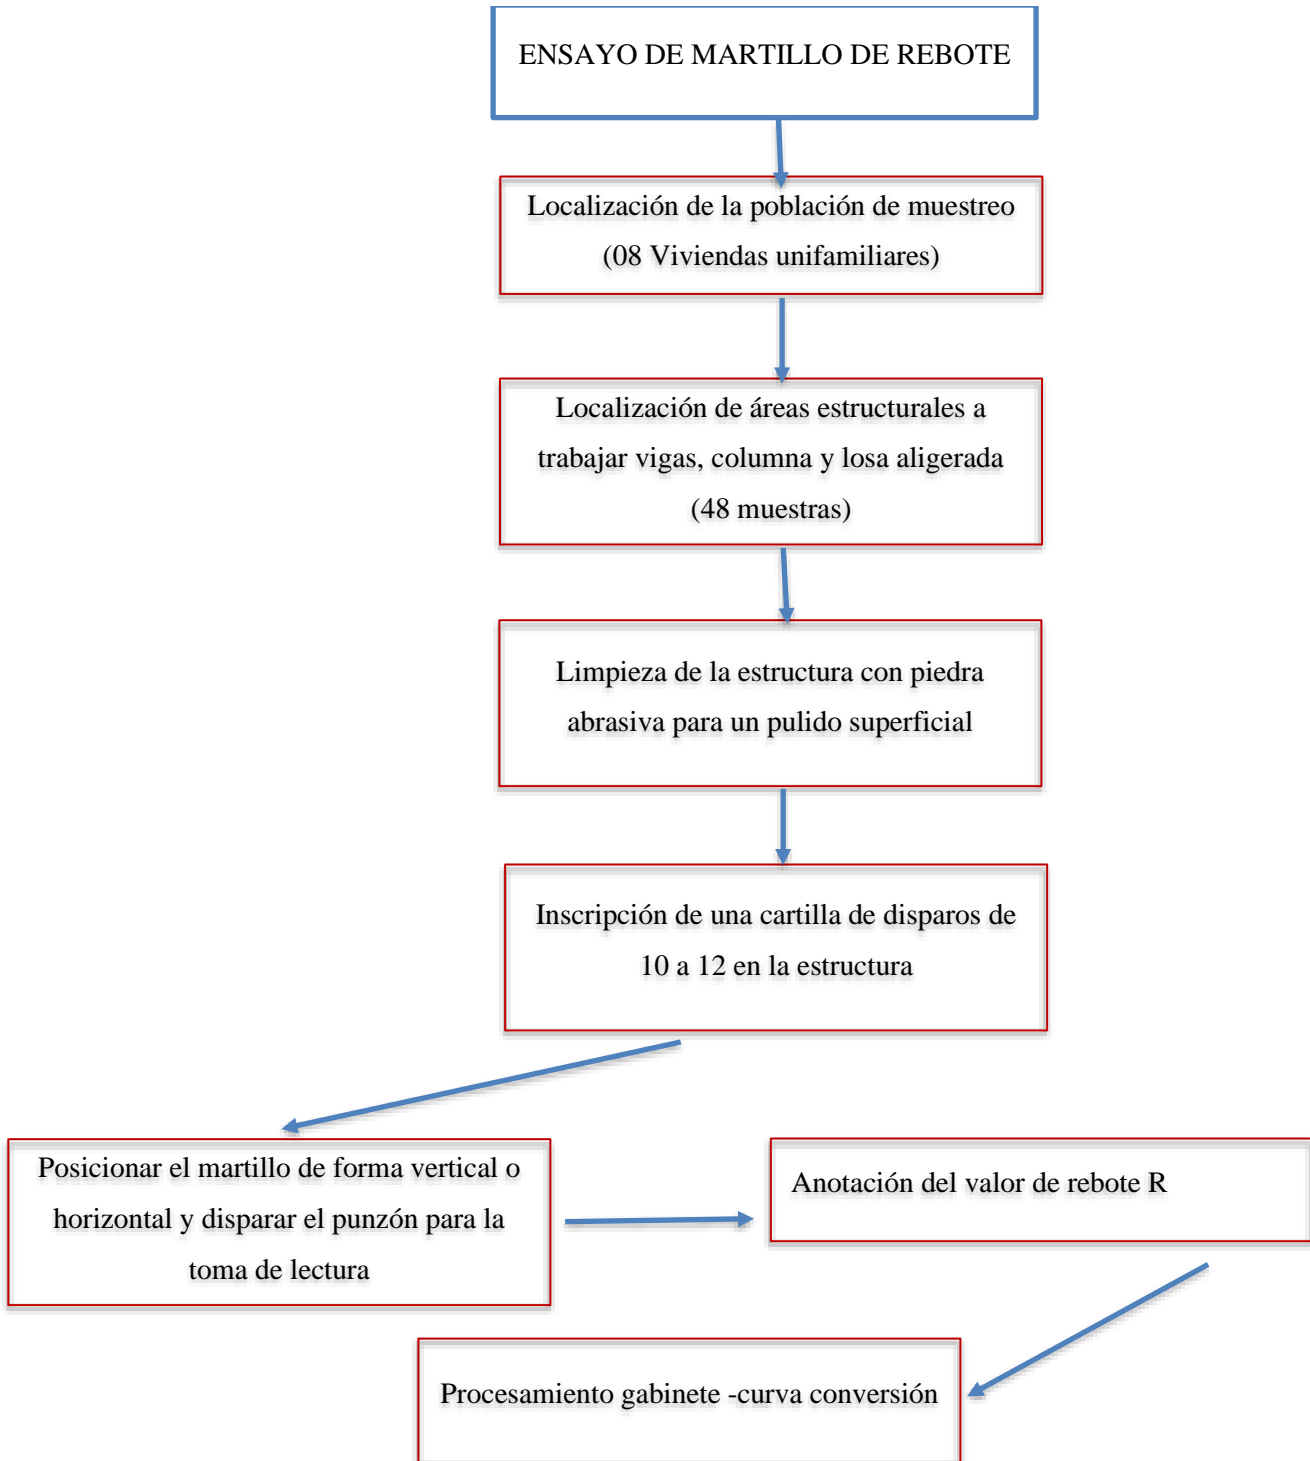 ENSAYO DE MARTILLO DE REBOTE
Localización de la población de muestreo
(08 Viviendas unifamiliares)
Localización de áreas estructurales a
trabajar vigas, columna y losa aligerada
(48 muestras)
Limpieza de la estructura con piedra
abrasiva para un pulido superficial
Inscripción de una cartilla de disparos de
10 a 12 en la estructura
Posicionar el martillo de forma vertical o
horizontal y disparar el punzón para la
toma de lectura
Anotación del valor de rebote R
Procesamiento gabinete -curva conversión